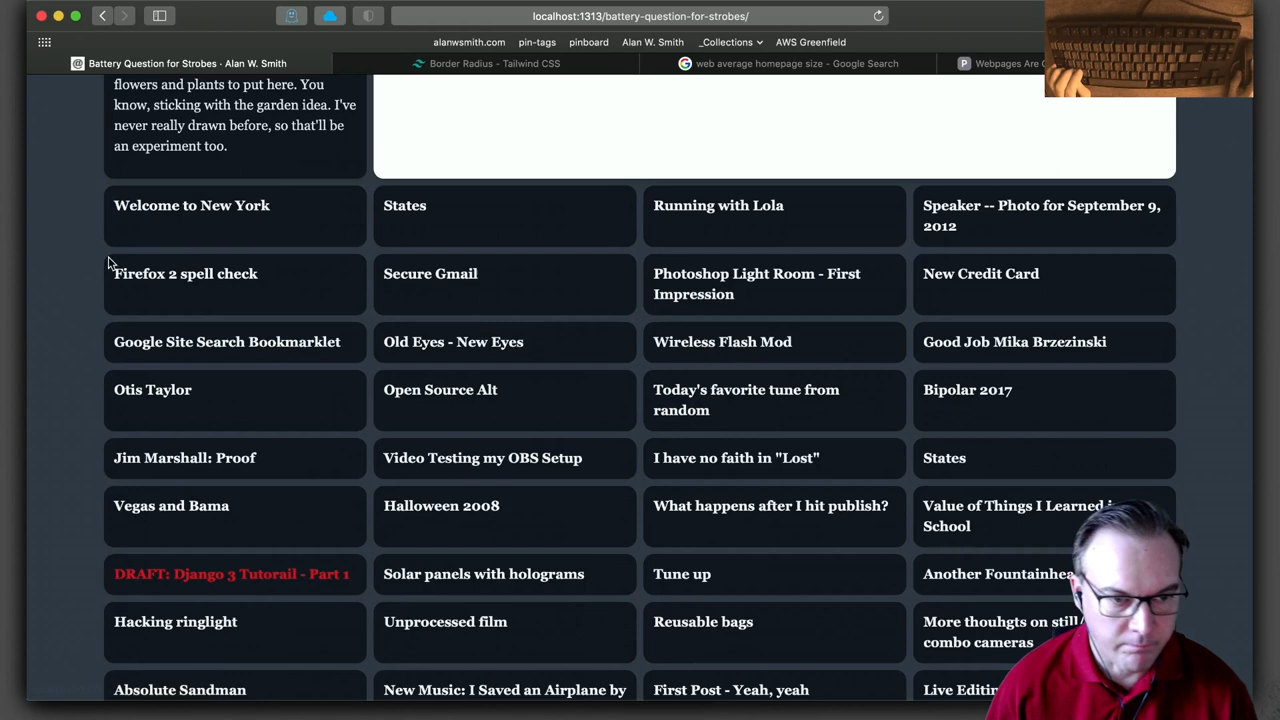 localhost:1313/battery-question-for-strobes/
alanwsmith.com pin-tags pinboard Alan W. Smith _Collections AWS Greenfield
@ Battery Question for Strobes · Alan W. Smith
Border Radius - Tailwind CSS
G web average homepage size - Google Search
P Webpages Are
flowers and plants to put here. You
know, sticking with the garden idea. I've
never really drawn before, so that'll be
an experiment too.
Welcome to New York
States
Running with Lola
Speaker -- Photo for September 9,
2012
Firefox 2 spell check
Secure Gmail
Photoshop Light Room - First
Impression
New Credit Card
Google Site Search Bookmarklet
Old Eyes - New Eyes
Wireless Flash Mod
Good Job Mika Brzezinski
Otis Taylor
Open Source Alt
Today's favorite tune from
random
Bipolar 2017
Jim Marshall: Proof
Video Testing my OBS Setup
I have no faith in "Lost"
States
Vegas and Bama
Halloween 2008
What happens after I hit publish?
Value of Things I Learned
School
DRAFT: Django 3 Tutorail - Part 1
Solar panels with holograms
Tune up
Another
Hacking ringlight
Unprocessed film
Reusable bags
More thouhgts on still/
combo cameras
Absolute Sandman
New Music: I Saved an Airplane by
First Post - Yeah, yeah
Live